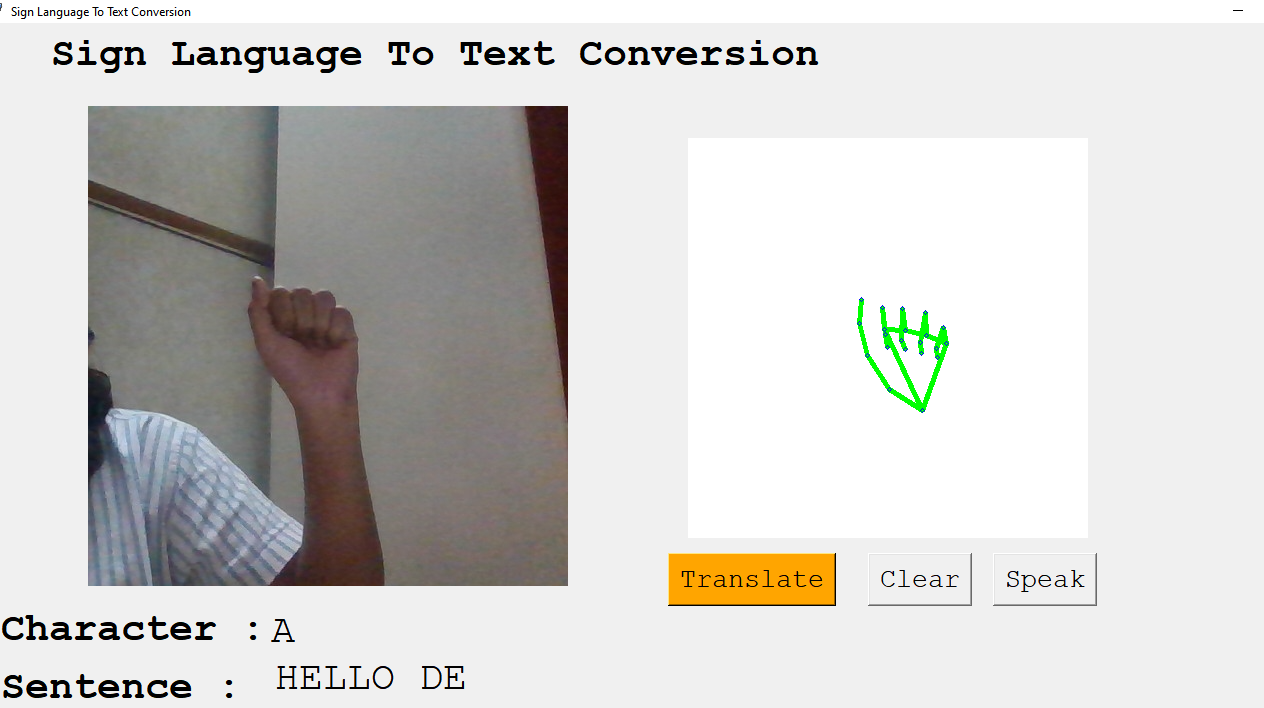 Sign Language To Text Conversion
Sign Language To Text Conversion
Translate
Clear
Speak
Character : A
Sentence : HELLO DE